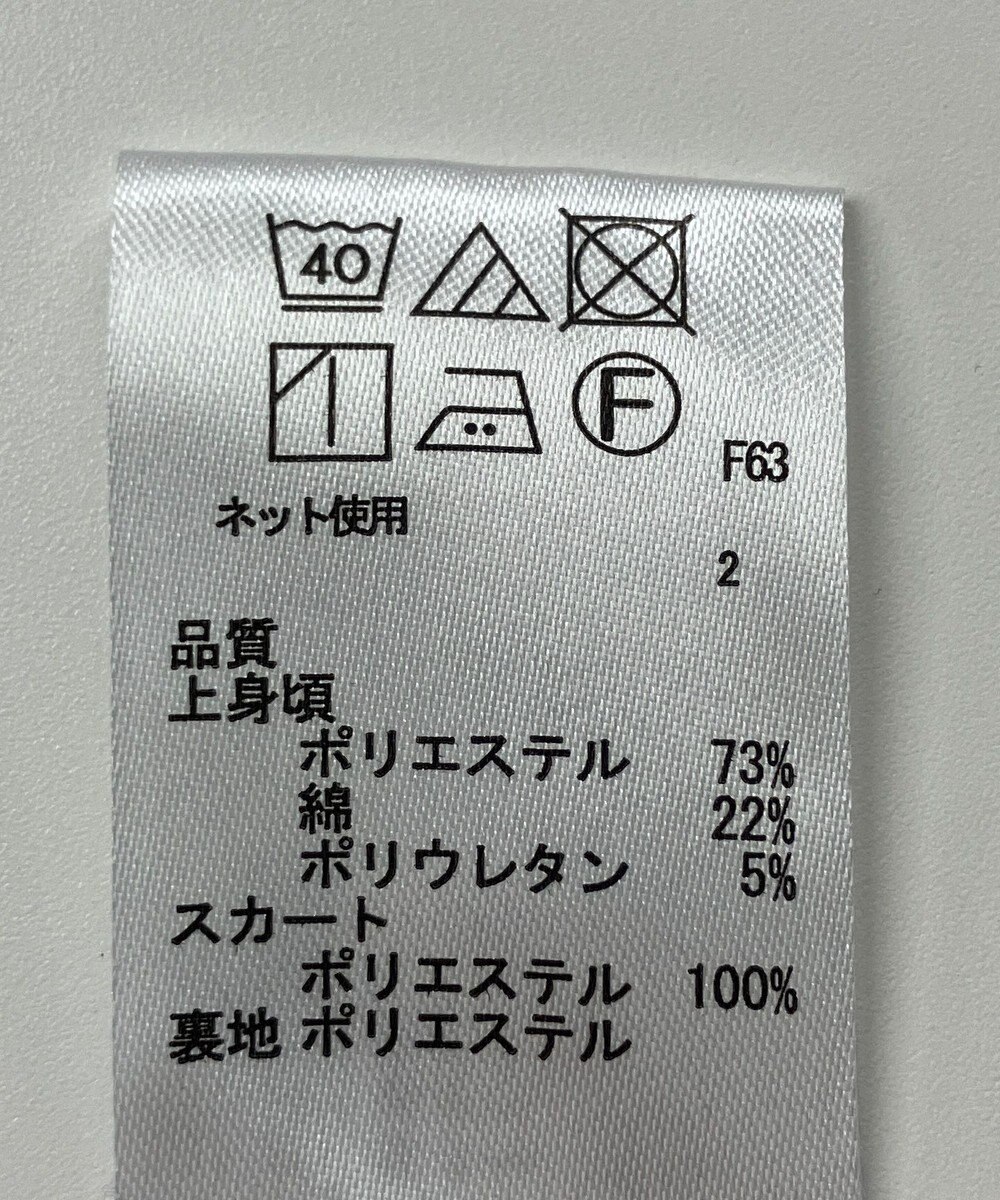 40
F
F63
ネット使用
2
品質
上身頃
ポリエステル 73%
綿 22%
ポリウレタン 5%
スカート
ポリエステル 100%
裏地 ポリエステル